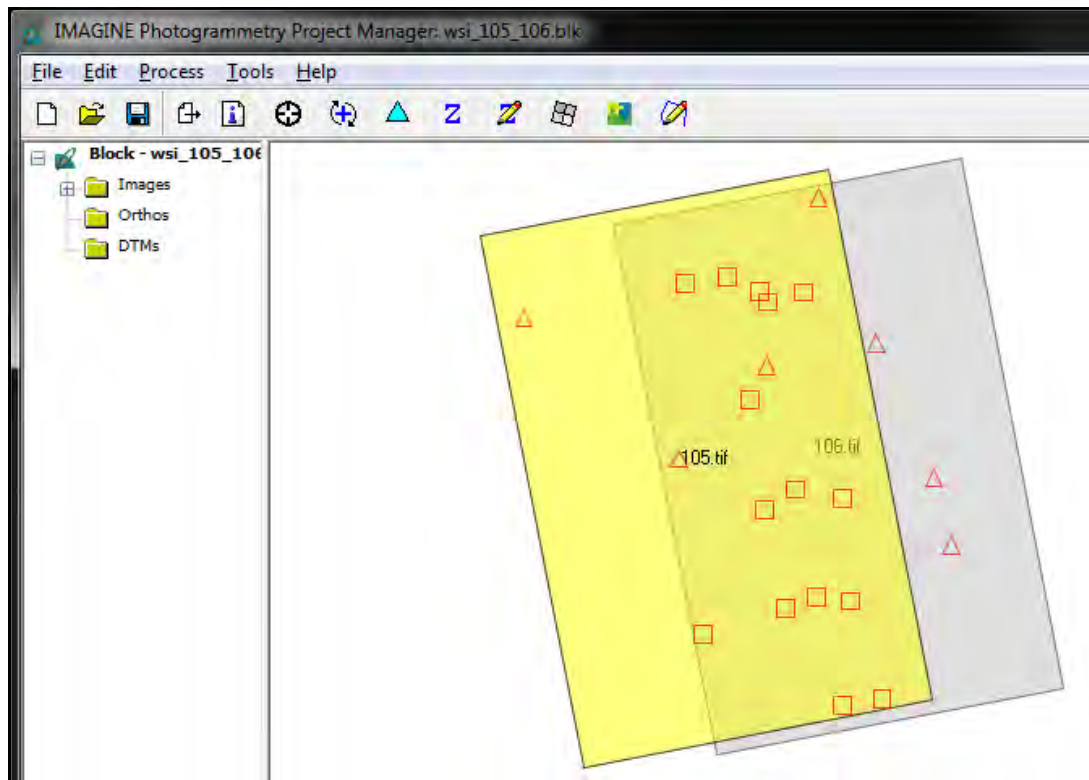 IMAGINE Photogrammetry Project Manager: wsi_105_106.blk
File Edit Process Tools Help
Block - wsi_105_106
Images
Orthos
DTMs
106.tif
105.tif